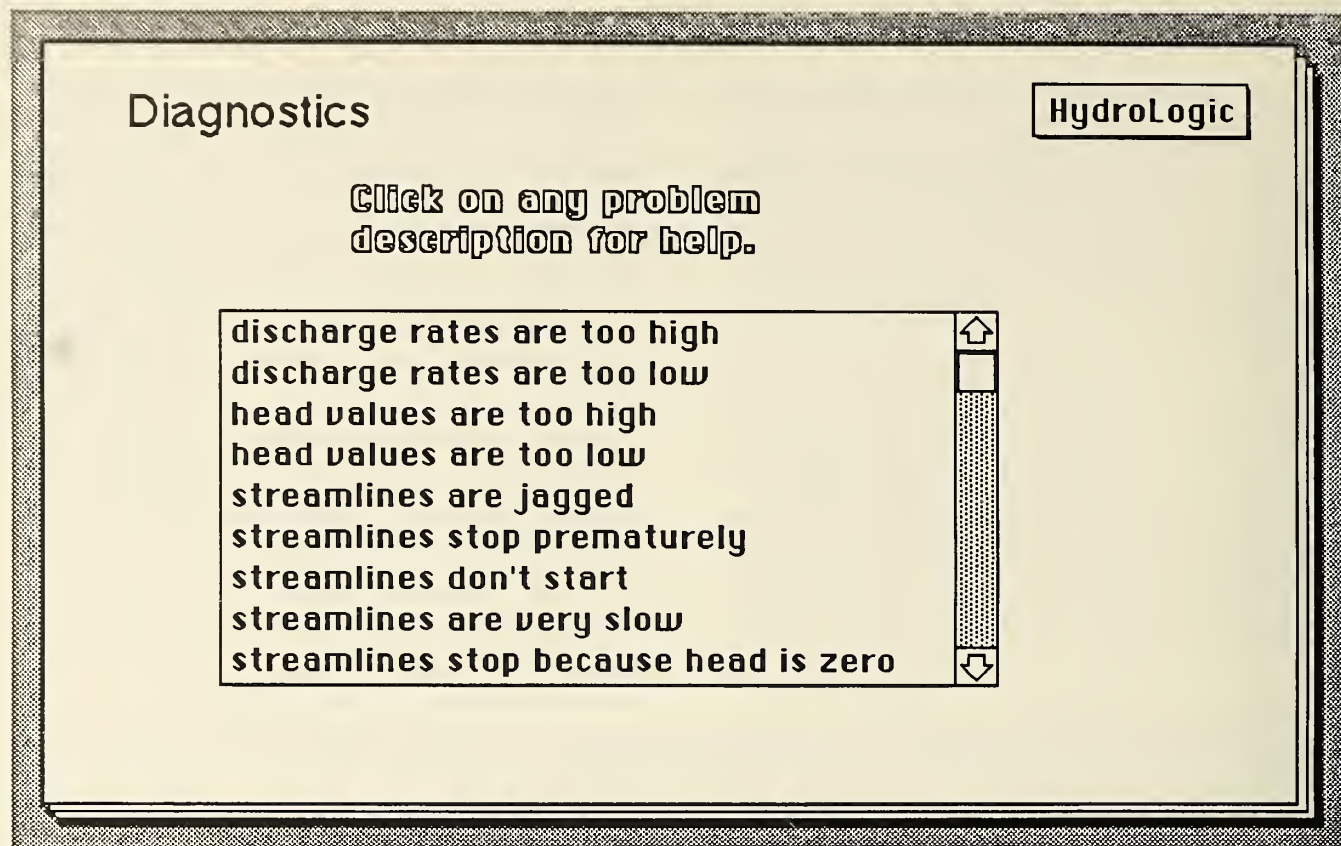 Diagnostics
HydroLogic
Click on any problem
description for help.
discharge rates are too high
discharge rates are too low
head values are too high
head values are too low
streamlines are jagged
streamlines stop prematurely
streamlines don't start
streamlines are very slow
streamlines stop because head is zero